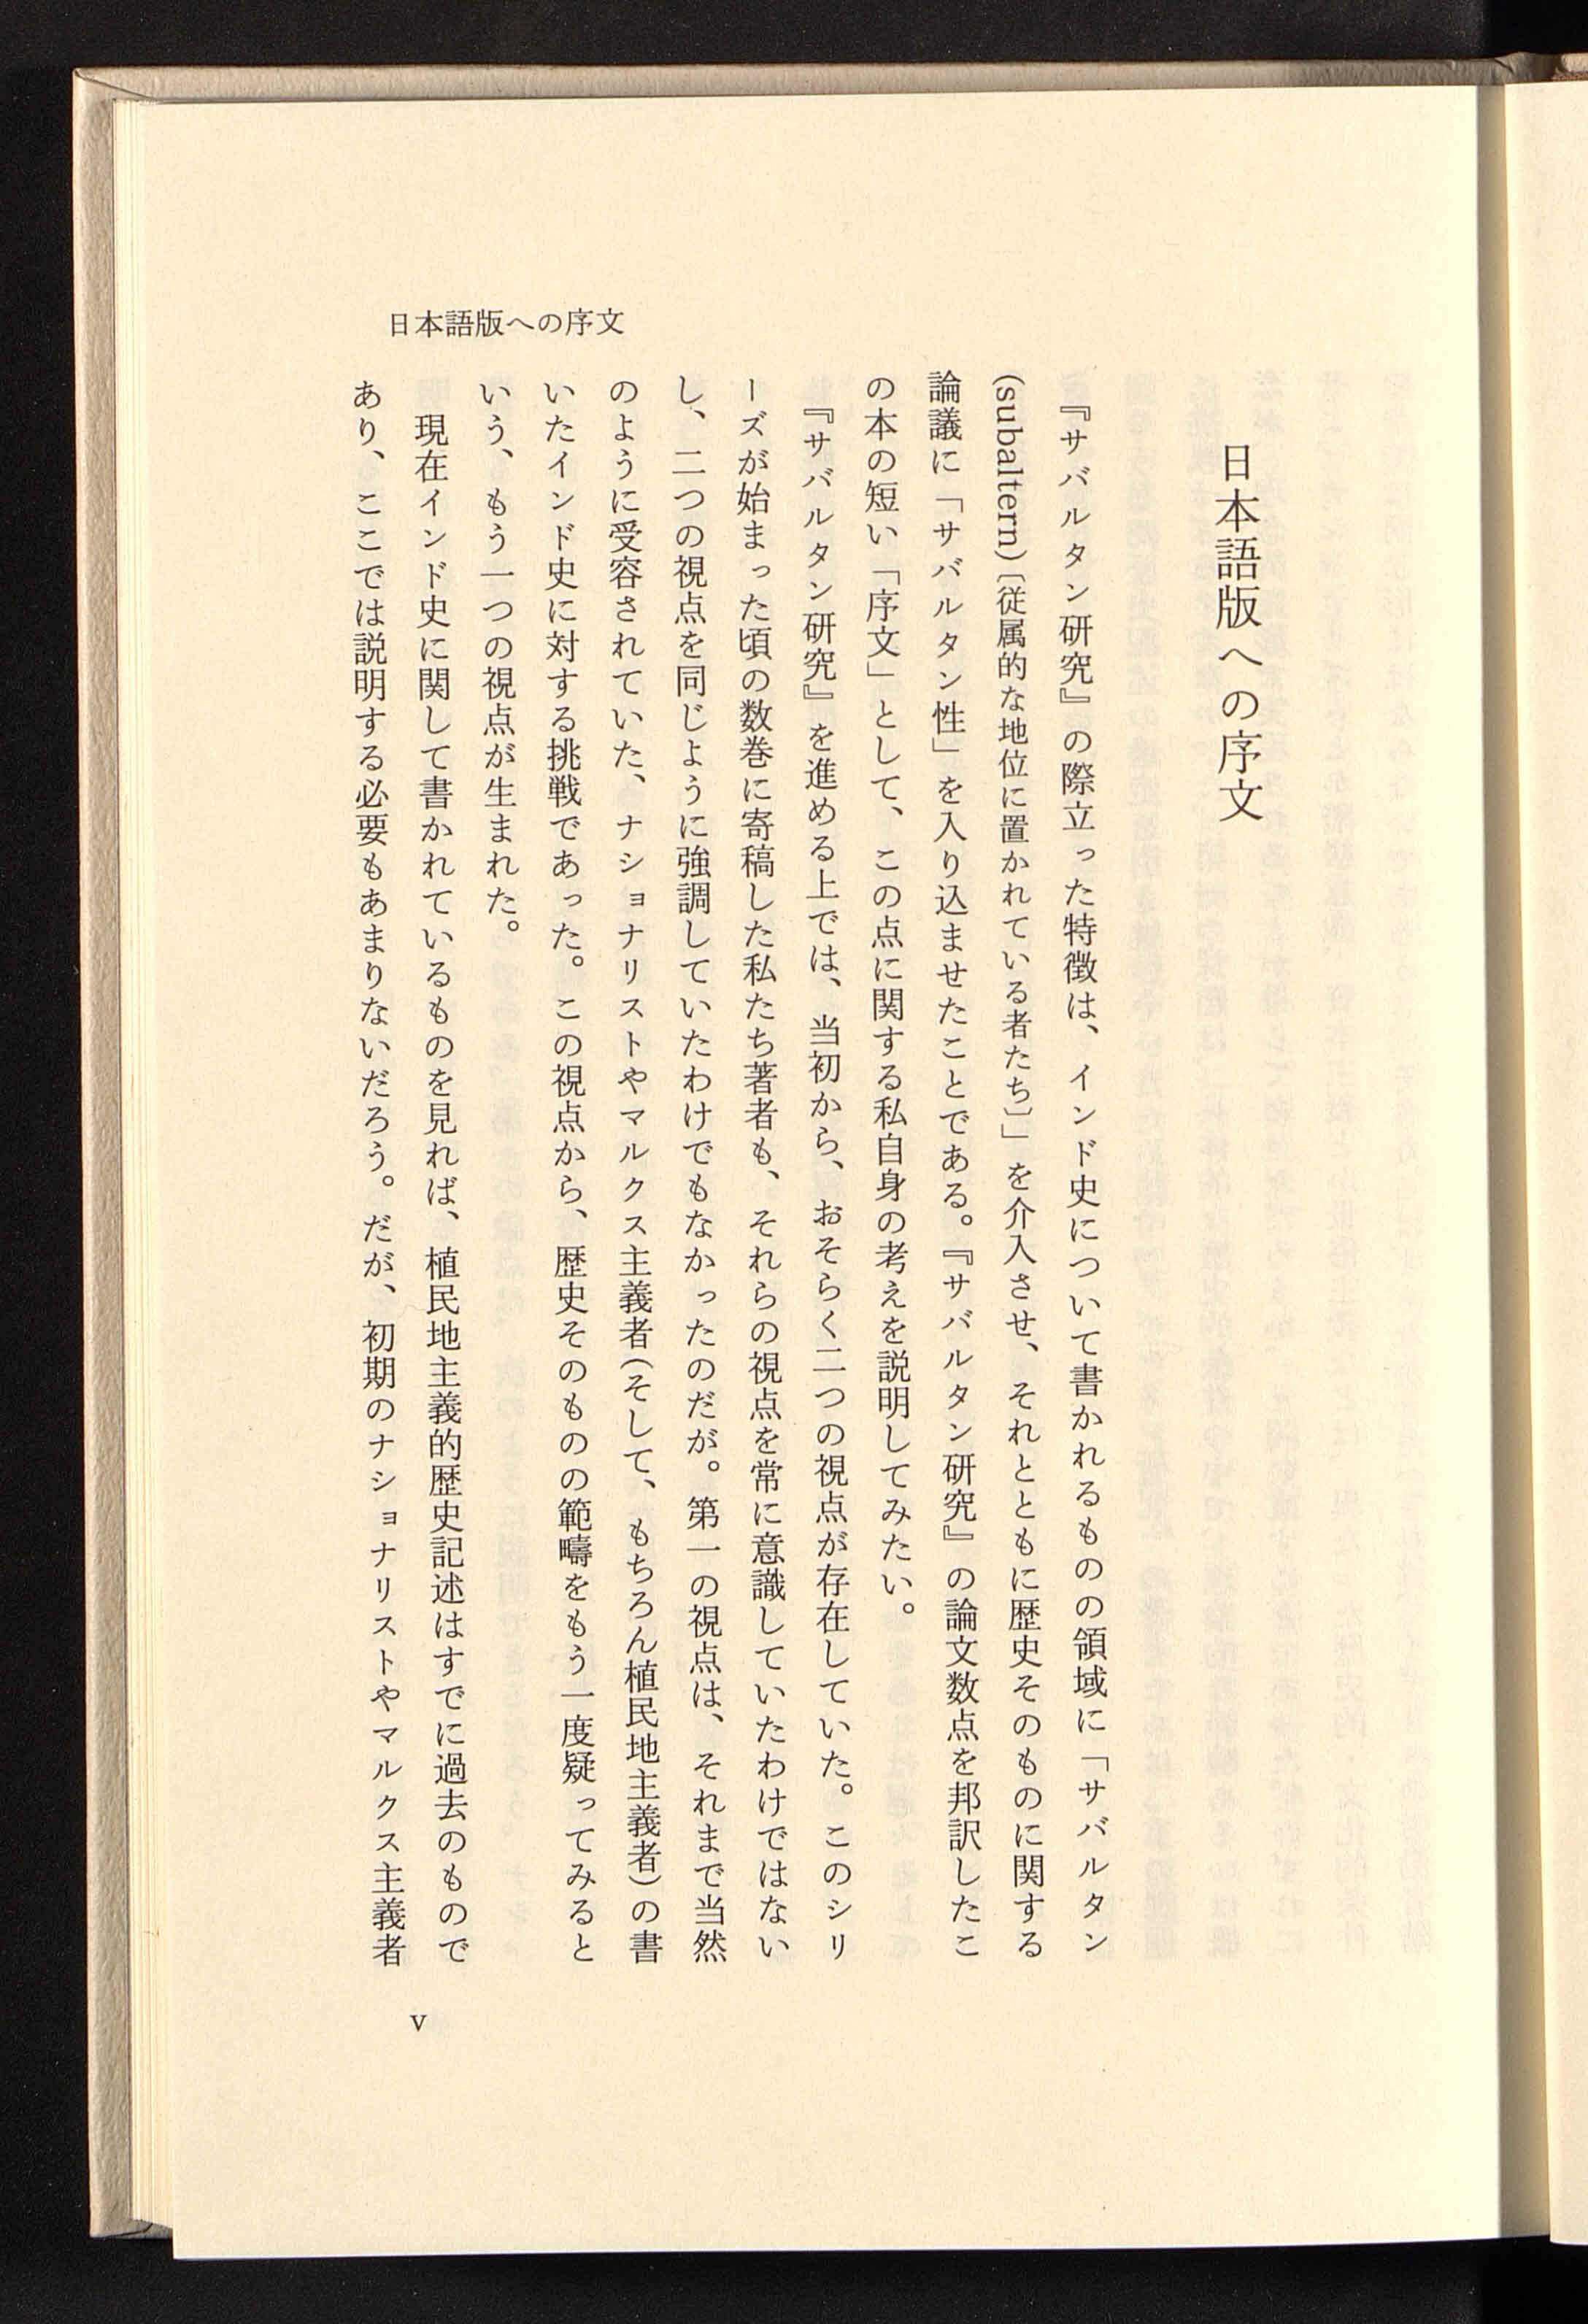 日本語版への序文
『サバルタン研究』の際立った特徴は、インド史について書かれるものの領域に「サバルタン
(subaltern)〔従属的な地位に置かれている者たち〕」を介入させ、それとともに歴史そのものに関する
論議に「サバルタン性」を入り込ませたことである。『サバルタン研究』の論文数点を邦訳したこ
の本の短い「序文」として、この点に関する私自身の考えを説明してみたい。
『サバルタン研究』を進める上では、当初から、おそらく二つの視点が存在していた。このシリ
ーズが始まった頃の数巻に寄稿した私たち著者も、それらの視点を常に意識していたわけではない
し、二つの視点を同じように強調していたわけでもなかったのだが。第一の視点は、それまで当然
のように受容されていた、ナショナリストやマルクス主義者(そして、もちろん植民地主義者)の書
いたインド史に対する挑戦であった。この視点から、歴史そのものの範疇をもう一度疑ってみると
いう、もう一つの視点が生まれた。
現在インド史に関して書かれているものを見れば、植民地主義的歴史記述はすでに過去のもので
あり、ここでは説明する必要もあまりないだろう。だが、初期のナショナリストやマルクス主義者
日本語版への序文
v